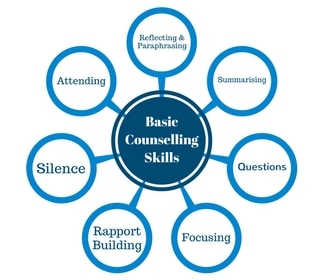 Reflecting &
Paraphrasing
Attending
Summarising
Basic
Counselling
Skills
Silence
Questions
Rapport
Building
Focusing